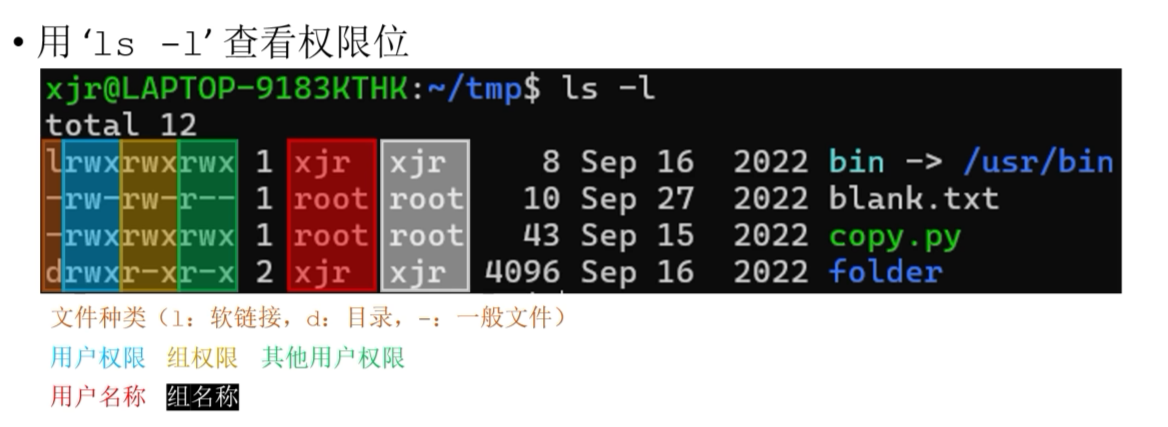 • 用 ‘ls -l’ 查看权限位
xjr@LAPTOP-9183KTHK:~/tmp$ ls -l
total 12
lrwxrwxrwx 1 xjr xjr 8 Sep 16 2022 bin -> /usr/bin
-rw-rw-r-- 1 root root 10 Sep 27 2022 blank.txt
-rwxrwxrwx 1 root root 43 Sep 15 2022 copy.py
drwxr-xr-x 2 xjr xjr 4096 Sep 16 2022 folder
文件种类（l：软链接，d：目录，-：一般文件）
用户权限 组权限 其他用户权限
用户名称 组名称